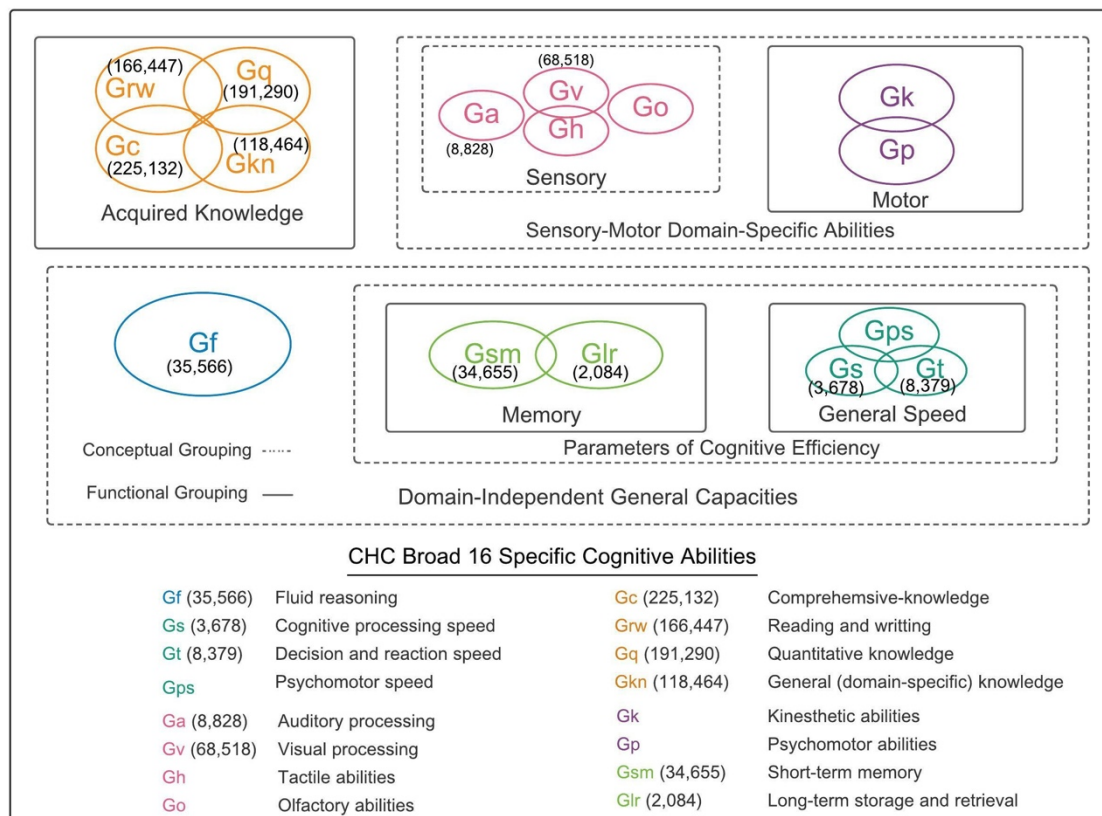 (166,447)
Grw
Gq
(191,290)
Gc
(225,132)
(118,464)
Gkn
Acquired Knowledge
(68,518)
Gv
Ga
(8,828)
Gh
Go
Sensory
Gk
Gp
Motor
Sensory-Motor Domain-Specific Abilities
Gf
(35,566)
Gsm
(34,655)
Glr
(2,084)
Memory
Gps
Gs
(3,678)
Gt
(8,379)
General Speed
Parameters of Cognitive Efficiency
Conceptual Grouping
Functional Grouping
Domain-Independent General Capacities
CHC Broad 16 Specific Cognitive Abilities
Gf (35,566) Fluid reasoning
Gs (3,678) Cognitive processing speed
Gt (8,379) Decision and reaction speed
Gps Psychomotor speed
Ga (8,828) Auditory processing
Gv (68,518) Visual processing
Gh Tactile abilities
Go Olfactory abilities
Gc (225,132) Comprehemsive-knowledge
Grw (166,447) Reading and writting
Gq (191,290) Quantitative knowledge
Gkn (118,464) General (domain-specific) knowledge
Gk Kinesthetic abilities
Gp Psychomotor abilities
Gsm (34,655) Short-term memory
Glr (2,084) Long-term storage and retrieval